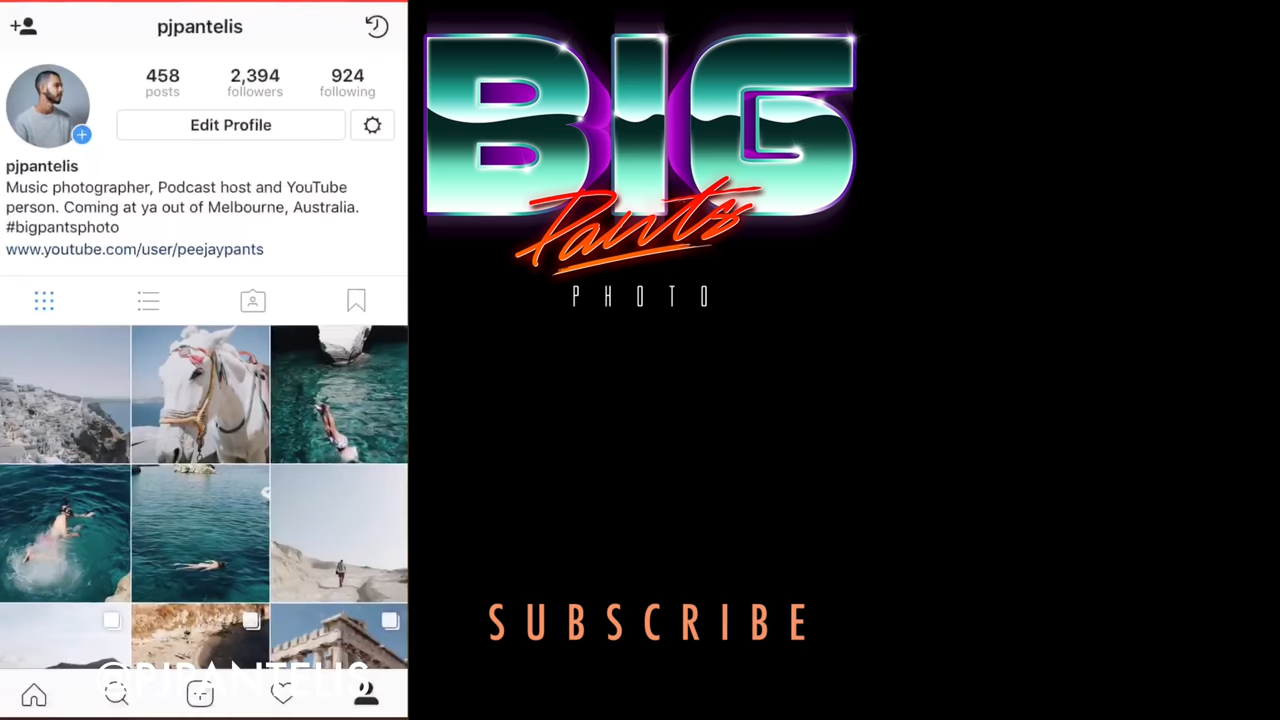 pjpantelis
458
posts
2,394
followers
924
following
Edit Profile
pjpantelis
Music photographer, Podcast host and YouTube
person. Coming at ya out of Melbourne, Australia.
#bigpantsphoto
www.youtube.com/user/peejaypants
@PJPANTELIS
BIG
Pants
PHOTO
SUBSCRIBE